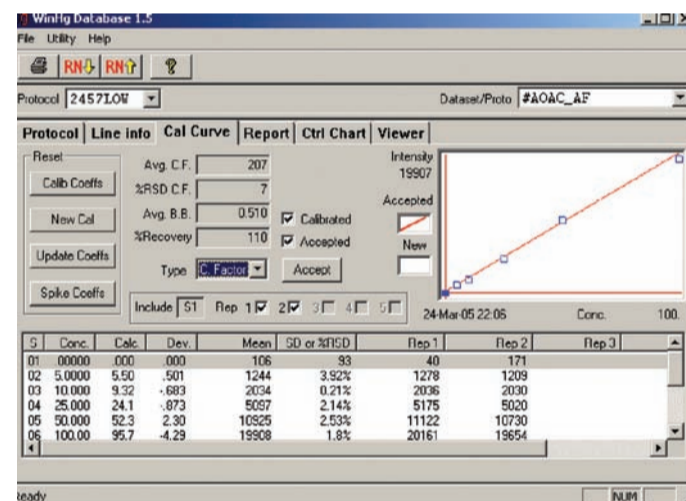 WinHg Database 1.5
File Utility Help
RN RN ?
Protocol 2457LOW Dataset/Proto #AOAC_AF
Protocol Line info Cal Curve Report Ctrl Chart Viewer
Reset
Calib Coeffs
New Cal
Update Coeffs
Spike Coeffs
Avg. C.F. 207
%RSD C.F. 7
Avg. B.B. 0.510
%Recovery 110
Type C. Factor
Calibrated
Accepted
Accept
Include S1 Rep 1 2 3 4 5
Intensity
19907
Accepted
New
24-Mar-05 22:06 Conc. 100.
S Conc. Calc. Dev. Mean SD or %RSD Rep 1 Rep 2 Rep 3
01 .00000 .000 .000 106 93 40 171
02 5.0000 5.50 .501 1244 3.92% 1278 1209
03 10.000 9.32 -.683 2034 0.21% 2036 2030
04 25.000 24.1 -.873 5097 2.14% 5175 5020
05 50.000 52.3 2.30 10925 2.53% 11122 10730
06 100.00 95.7 -4.29 19908 1.8% 20161 19654
Ready NUM